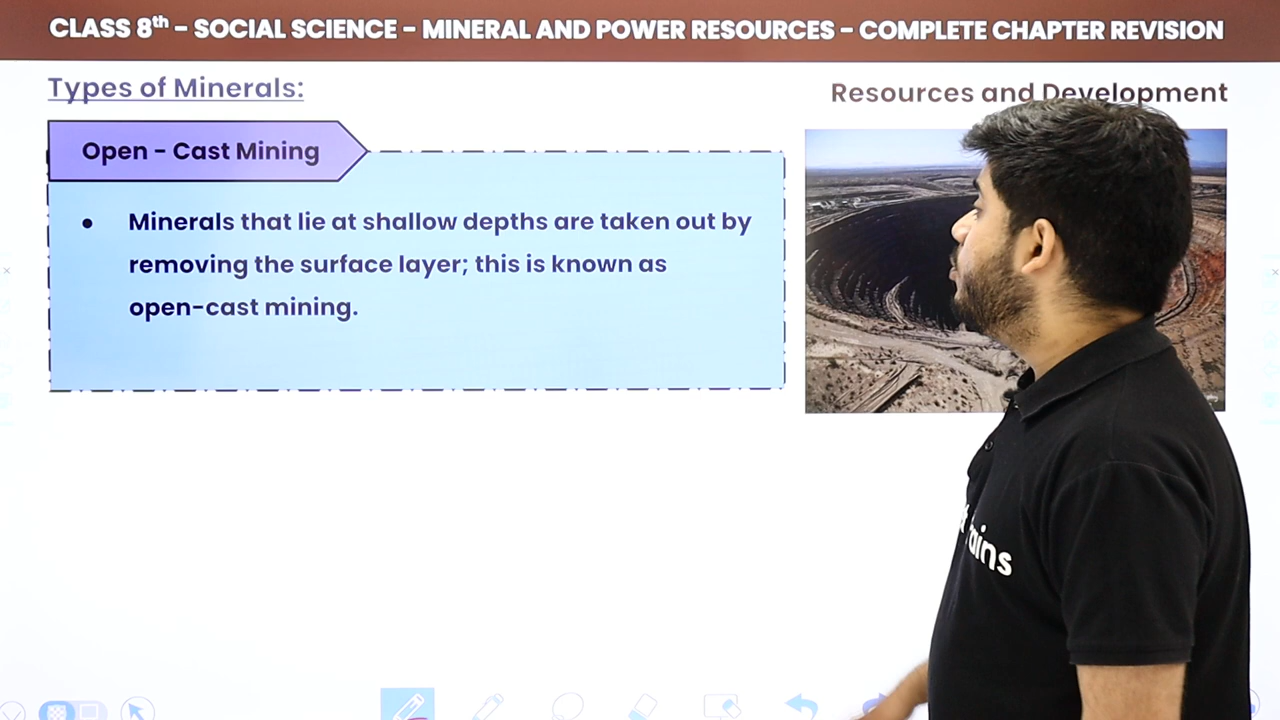 CLASS 8th - SOCIAL SCIENCE - MINERAL AND POWER RESOURCES - COMPLETE CHAPTER REVISION
Types of Minerals:
Resources and Development
Open - Cast Mining
• Minerals that lie at shallow depths are taken out by
removing the surface layer; this is known as
open-cast mining.